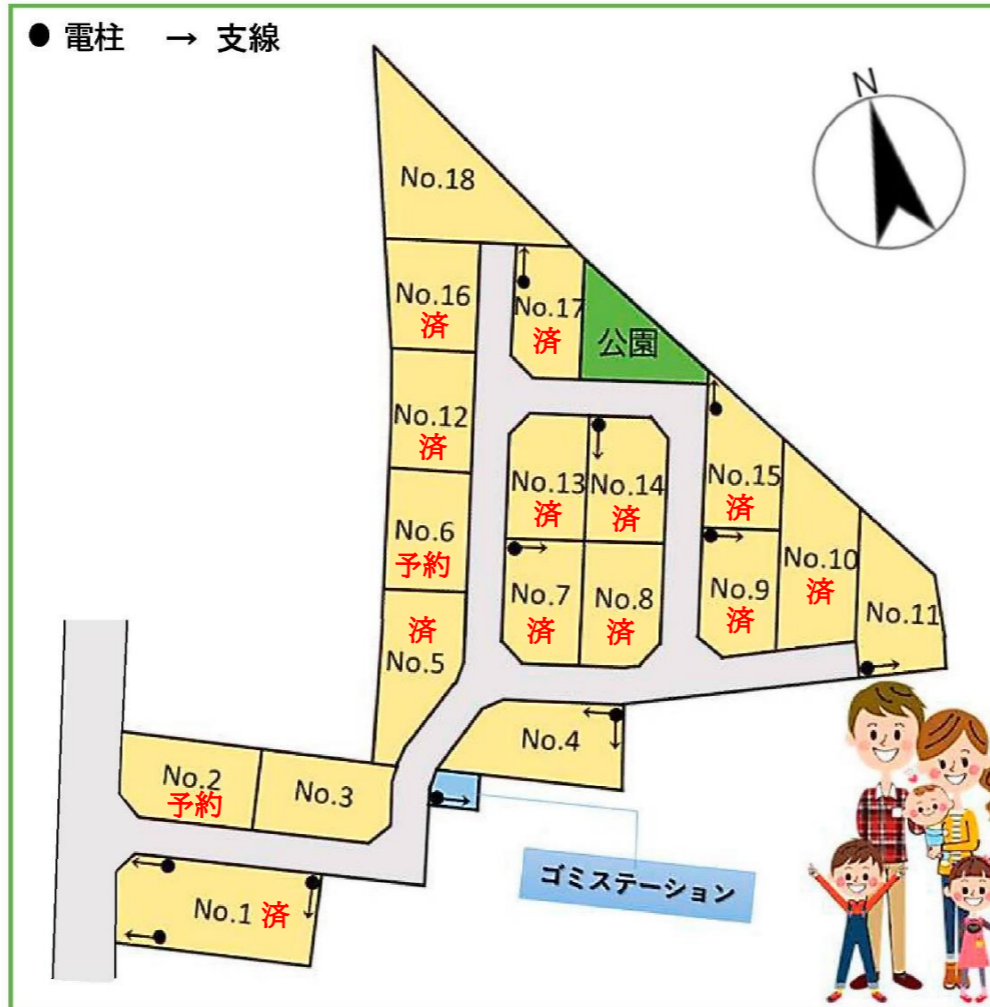 ● 電柱 → 支線
N
No.18
No.16
済
No.17
済
公園
No.12
済
No.13
済
No.14
済
No.15
済
No.6
予約
No.10
済
No.7
済
No.8
済
No.9
済
No.11
済
No.5
No.4
No.2
予約
No.3
ゴミステーション
No.1 済